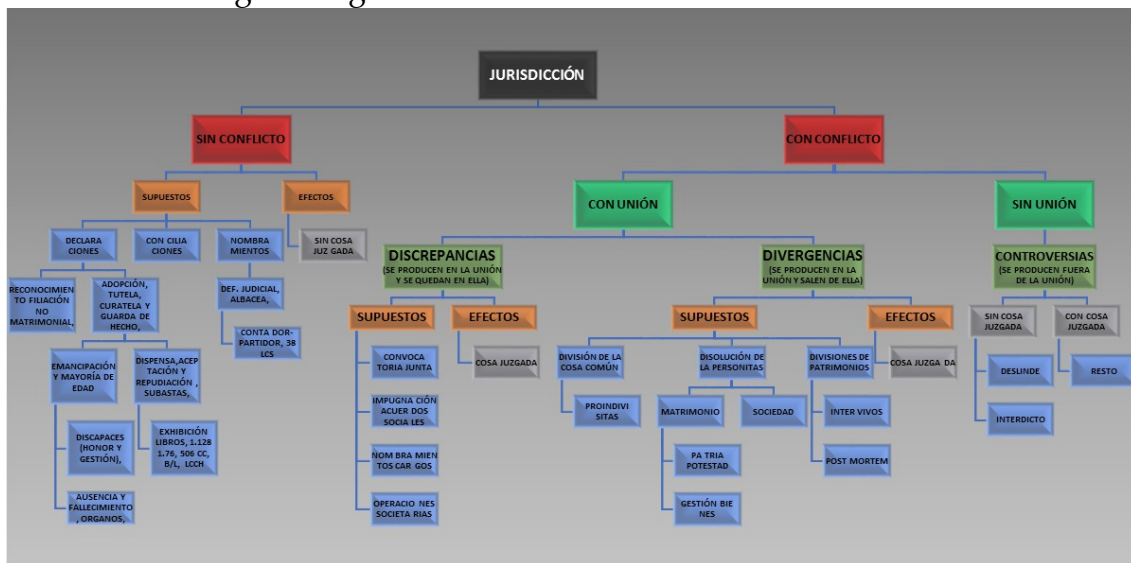 JURISDICCIÓN
SIN CONFLICTO
CON CONFLICTO
SUPUESTOS
EFECTOS
CON UNIÓN
SIN UNIÓN
DECLARA
CIONES
CON CILIA
CIONES
NOMBRA
MIENTOS
SIN COSA
JUZ GADA
DISCREPANCIAS
(SE PRODUCEN EN LA UNIÓN
Y SE QUEDAN EN ELLA)
DIVERGENCIAS
(SE PRODUCEN EN LA
UNIÓN Y SALEN DE ELLA)
CONTROVERSIAS
(SE PRODUCEN FUERA
DE LA UNIÓN)
RECONOCIMIEN
TO FILIACIÓN
NO
MATRIMONIAL,
ADOPCIÓN,
TUTELA,
CURATELA Y
GUARDA DE
HECHO,
DEF. JUDICIAL,
ALBACEA,
CONTA DOR-
PARTIDOR, 38
LCS
SUPUESTOS
EFECTOS
SUPUESTOS
EFECTOS
SIN COSA
JUZGADA
CON COSA
JUZGADA
EMANCIPACIÓN
Y MAYORÍA DE
EDAD
DISPENSA,ACEP
TACIÓN Y
REPUDIACIÓN ,
SUBASTAS,
CONVOCA
TORIA JUNTA
COSA JUZGADA
DIVISIÓN DE LA
COSA COMÚN
DISOLUCIÓN DE
LA PERSONITAS
DIVISIONES DE
PATRIMONIOS
COSA JUZGA DA
DESLINDE
RESTO
DISCAPACES
(HONOR Y
GESTIÓN),
EXHIBICIÓN
LIBROS, 1.128
1.76, 506 CC,
B/L, LCCH
IMPUGNA CIÓN
ACUER DOS
SOCIA LES
PROINDIVI
SITAS
MATRIMONIO
SOCIEDAD
INTER VIVOS
INTERDICTO
AUSENCIA Y
FALLECIMIENTO
, ORGANOS,
NOM BRA MIEN
TOS CAR GOS
PA TRIA
POTESTAD
POST MORTEM
OPERACIO NES
SOCIETA RIAS
GESTIÓN BIE
NES